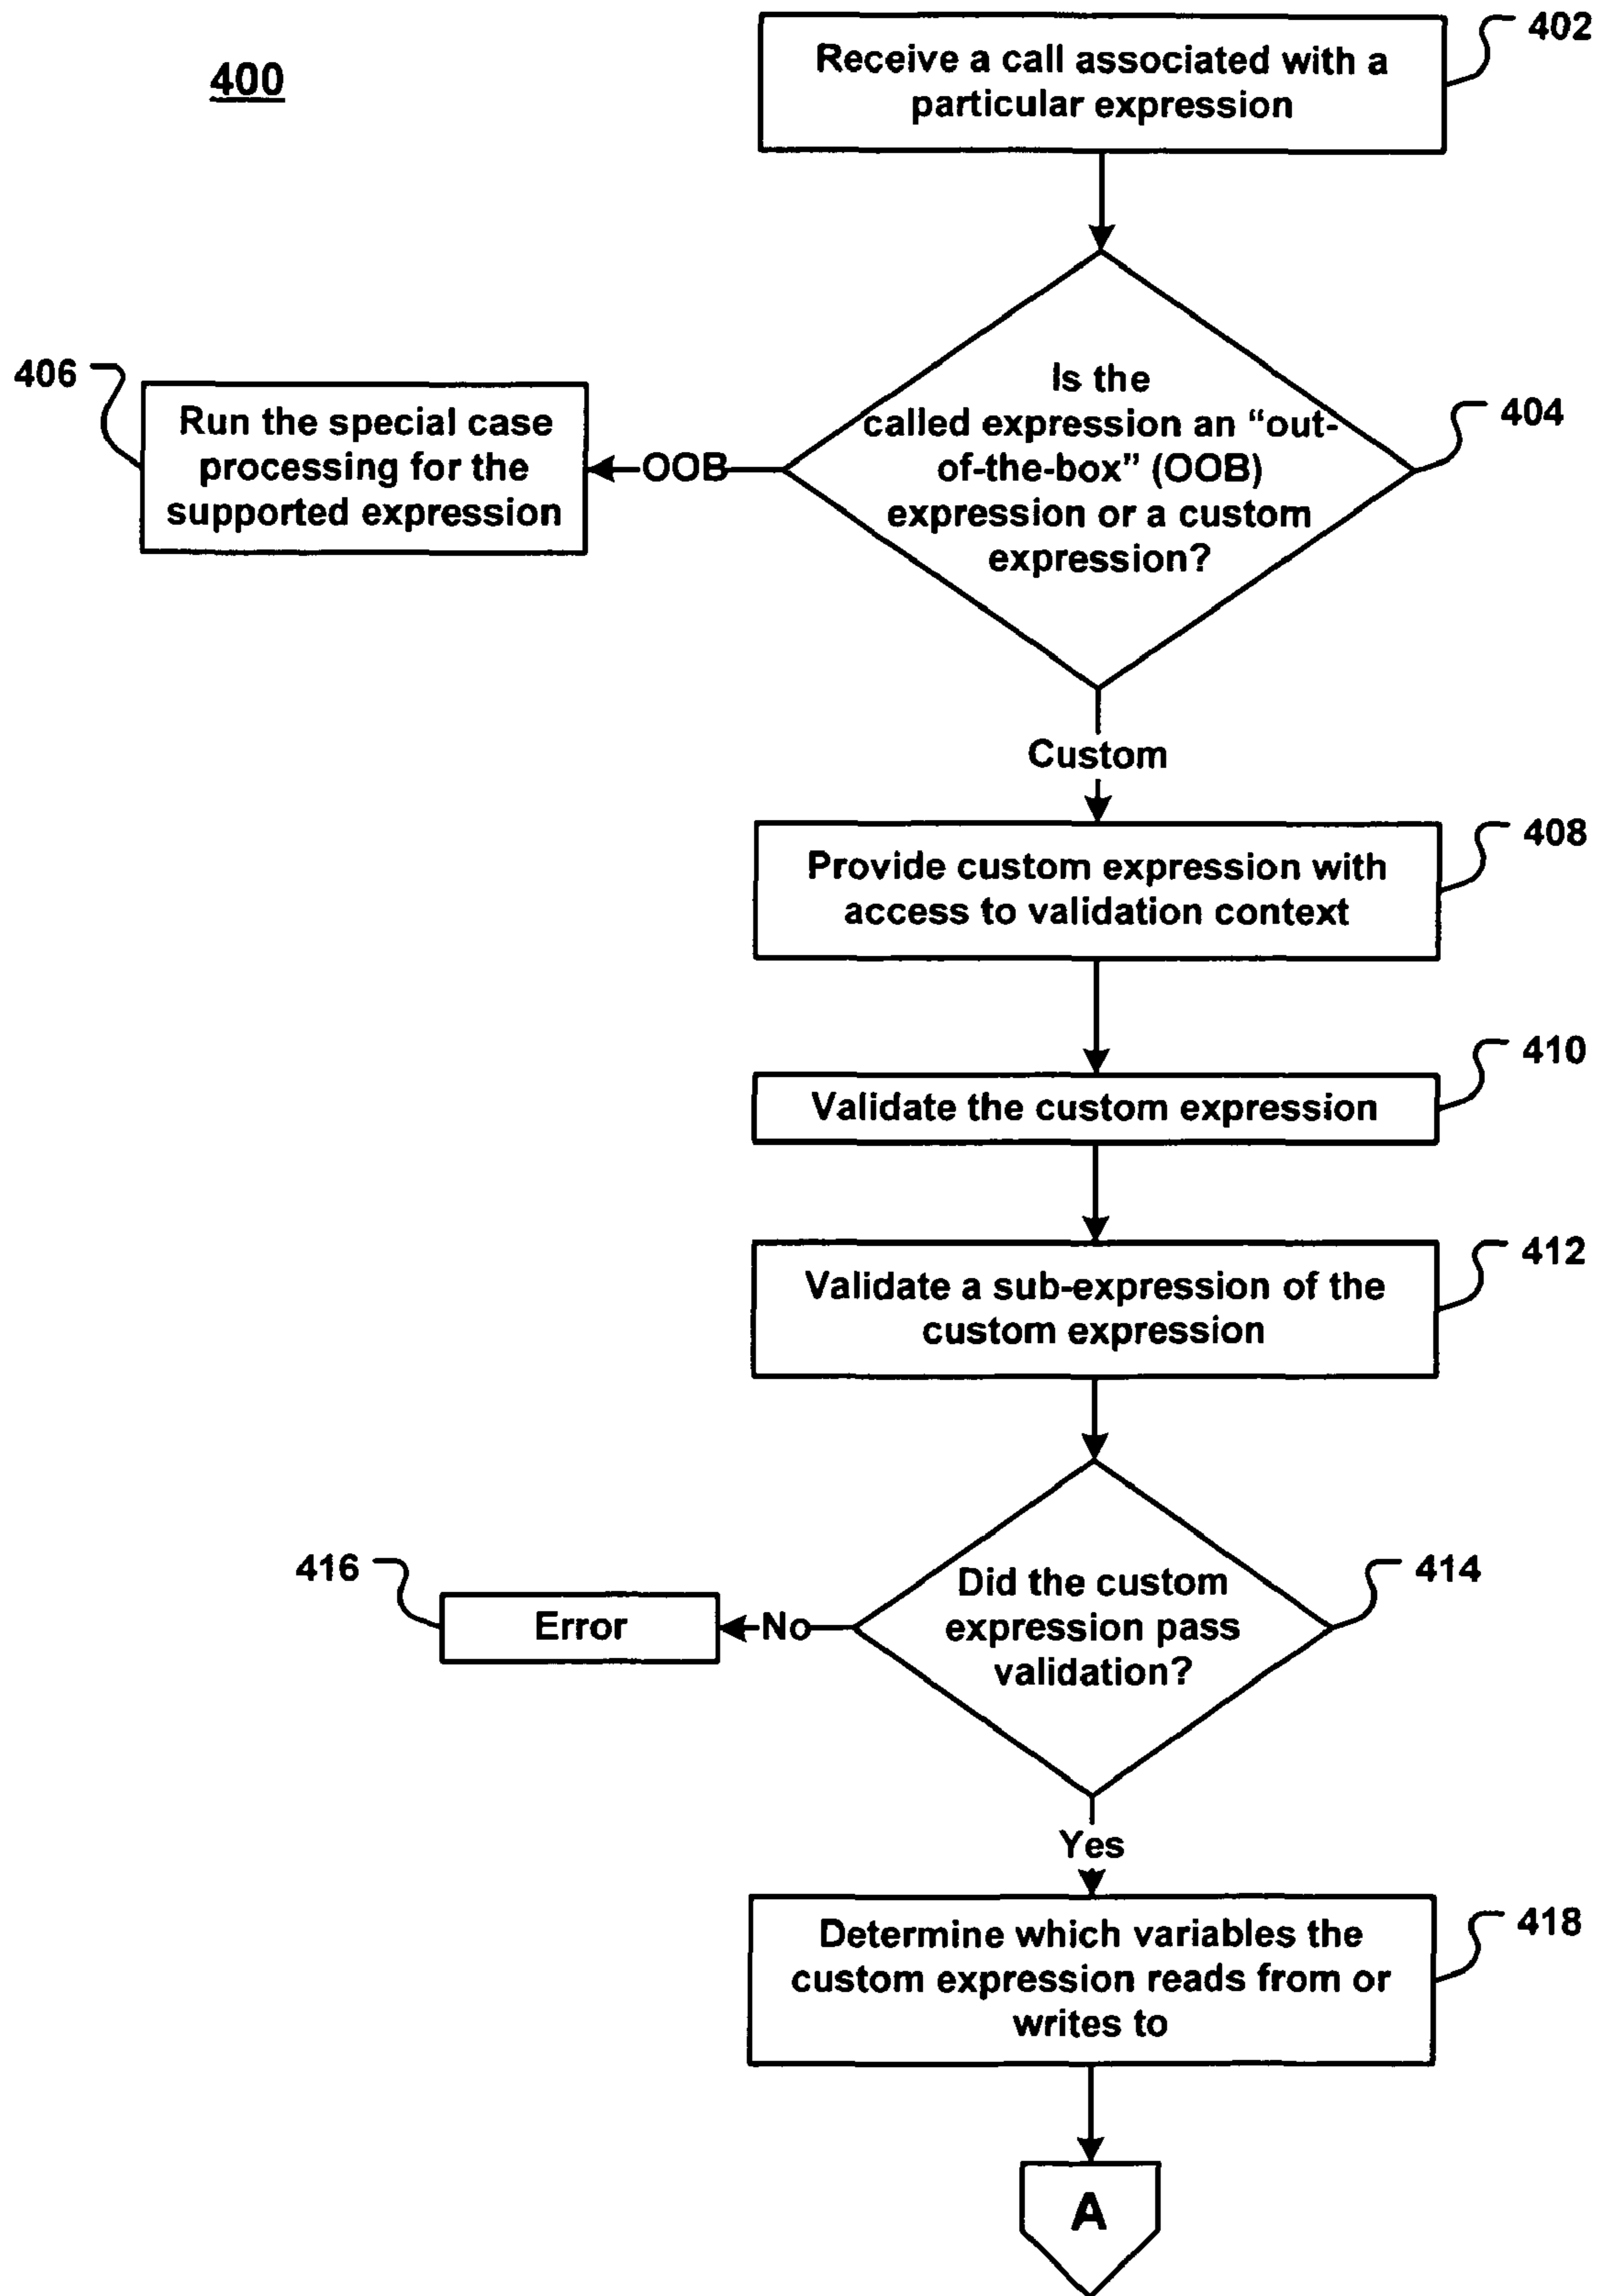 400
402
Receive a call associated with a
particular expression
404
Is the
called expression an “out-
of-the-box” (OOB)
expression or a custom
expression?
406
Run the special case
processing for the
supported expression
OOB
Custom
408
Provide custom expression with
access to validation context
410
Validate the custom expression
412
Validate a sub-expression of the
custom expression
414
Did the custom
expression pass
validation?
416
Error
No
Yes
418
Determine which variables the
custom expression reads from or
writes to
A